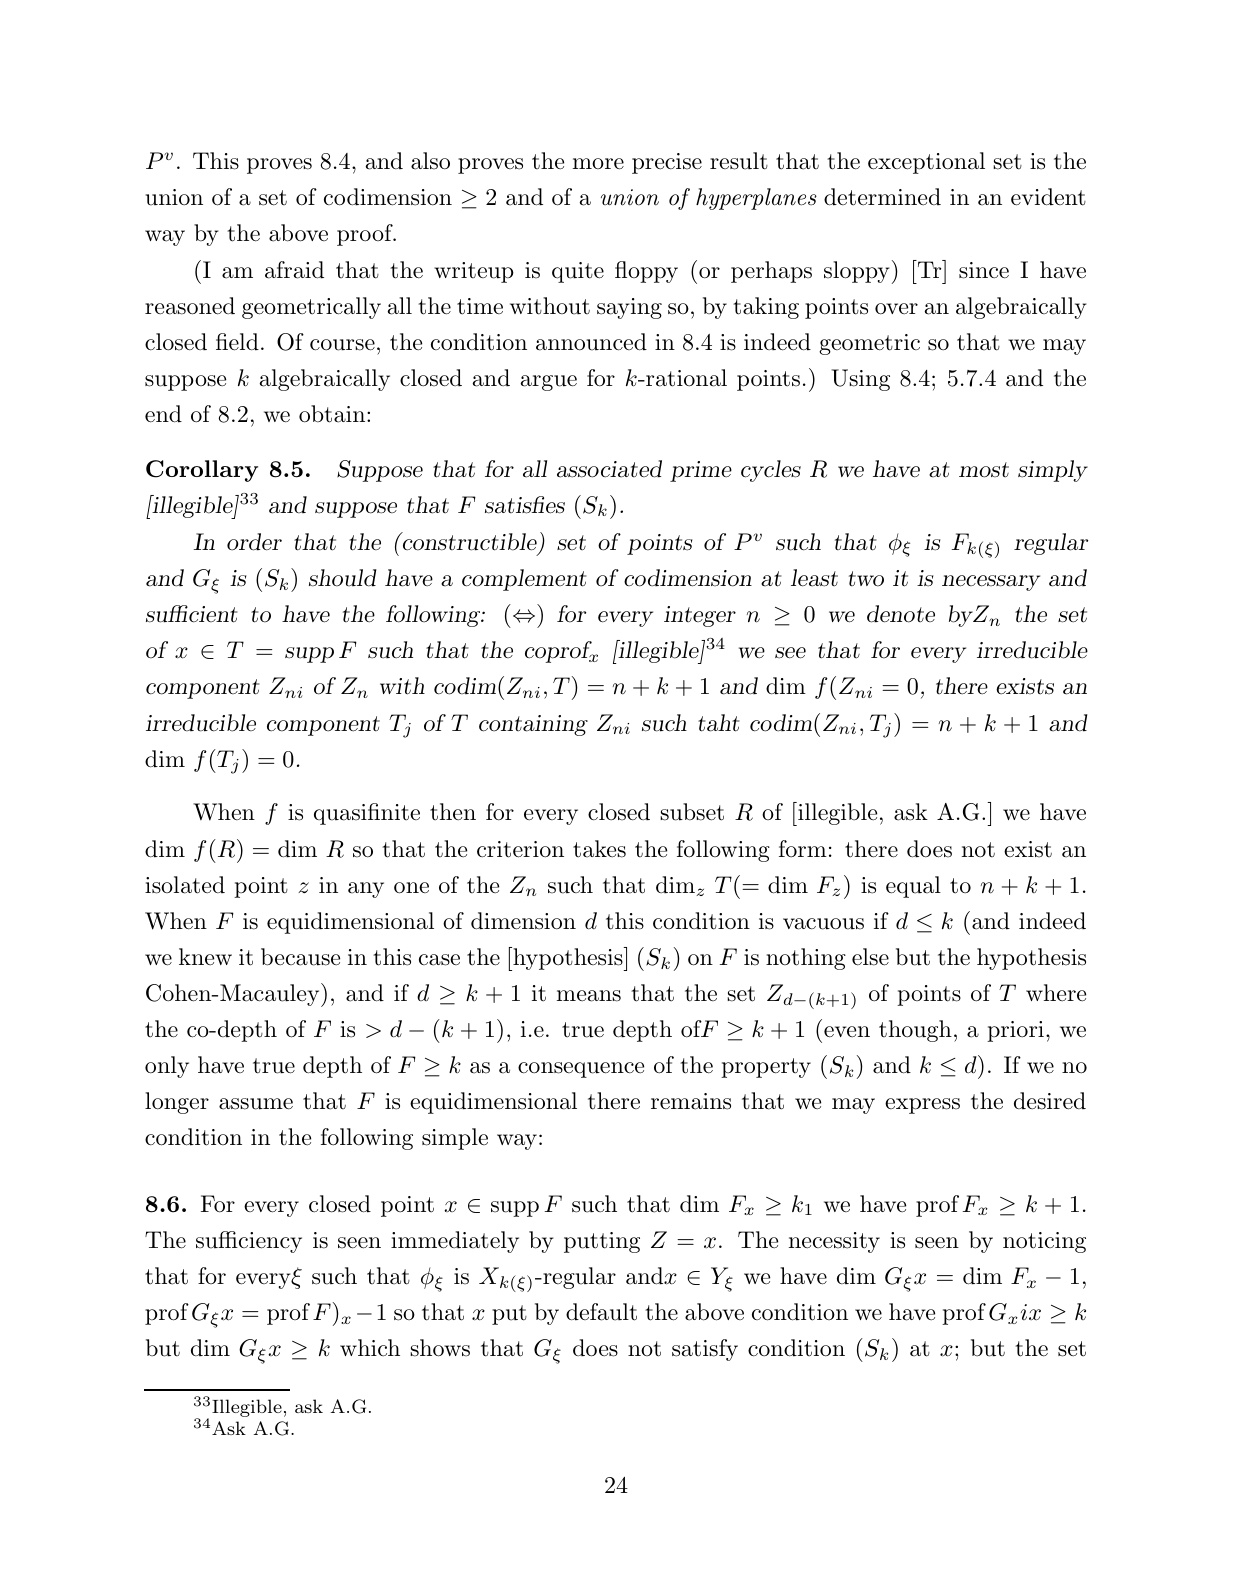 Pᵛ. This proves 8.4, and also proves the more precise result that the exceptional set is the
union of a set of codimension ≥ 2 and of a union of hyperplanes determined in an evident
way by the above proof.
(I am afraid that the writeup is quite floppy (or perhaps sloppy) [Tr] since I have
reasoned geometrically all the time without saying so, by taking points over an algebraically
closed field. Of course, the condition announced in 8.4 is indeed geometric so that we may
suppose k algebraically closed and argue for k-rational points.) Using 8.4; 5.7.4 and the
end of 8.2, we obtain:
Corollary 8.5. Suppose that for all associated prime cycles R we have at most simply
[illegible]³³ and suppose that F satisfies (S_k).
In order that the (constructible) set of points of Pᵛ such that ϕ_ξ is F_{k(ξ)} regular
and G_ξ is (S_k) should have a complement of codimension at least two it is necessary and
sufficient to have the following: (⇔) for every integer n ≥ 0 we denote byZ_n the set
of x ∈ T = supp F such that the coprof_x [illegible]³⁴ we see that for every irreducible
component Z_{ni} of Z_n with codim(Z_{ni}, T) = n + k + 1 and dim f(Z_{ni} = 0, there exists an
irreducible component T_j of T containing Z_{ni} such taht codim(Z_{ni}, T_j) = n + k + 1 and
dim f(T_j) = 0.
When f is quasifinite then for every closed subset R of [illegible, ask A.G.] we have
dim f(R) = dim R so that the criterion takes the following form: there does not exist an
isolated point z in any one of the Z_n such that dim_z T(= dim F_z) is equal to n + k + 1.
When F is equidimensional of dimension d this condition is vacuous if d ≤ k (and indeed
we knew it because in this case the [hypothesis] (S_k) on F is nothing else but the hypothesis
Cohen-Macauley), and if d ≥ k + 1 it means that the set Z_{d−(k+1)} of points of T where
the co-depth of F is > d − (k + 1), i.e. true depth ofF ≥ k + 1 (even though, a priori, we
only have true depth of F ≥ k as a consequence of the property (S_k) and k ≤ d). If we no
longer assume that F is equidimensional there remains that we may express the desired
condition in the following simple way:
8.6. For every closed point x ∈ supp F such that dim F_x ≥ k_1 we have prof F_x ≥ k + 1.
The sufficiency is seen immediately by putting Z = x. The necessity is seen by noticing
that for everyξ such that ϕ_ξ is X_{k(ξ)}-regular andx ∈ Y_ξ we have dim G_ξx = dim F_x − 1,
prof G_ξx = prof F)_x −1 so that x put by default the above condition we have prof G_xix ≥ k
but dim G_ξx ≥ k which shows that G_ξ does not satisfy condition (S_k) at x; but the set
³³Illegible, ask A.G.
³⁴Ask A.G.
24